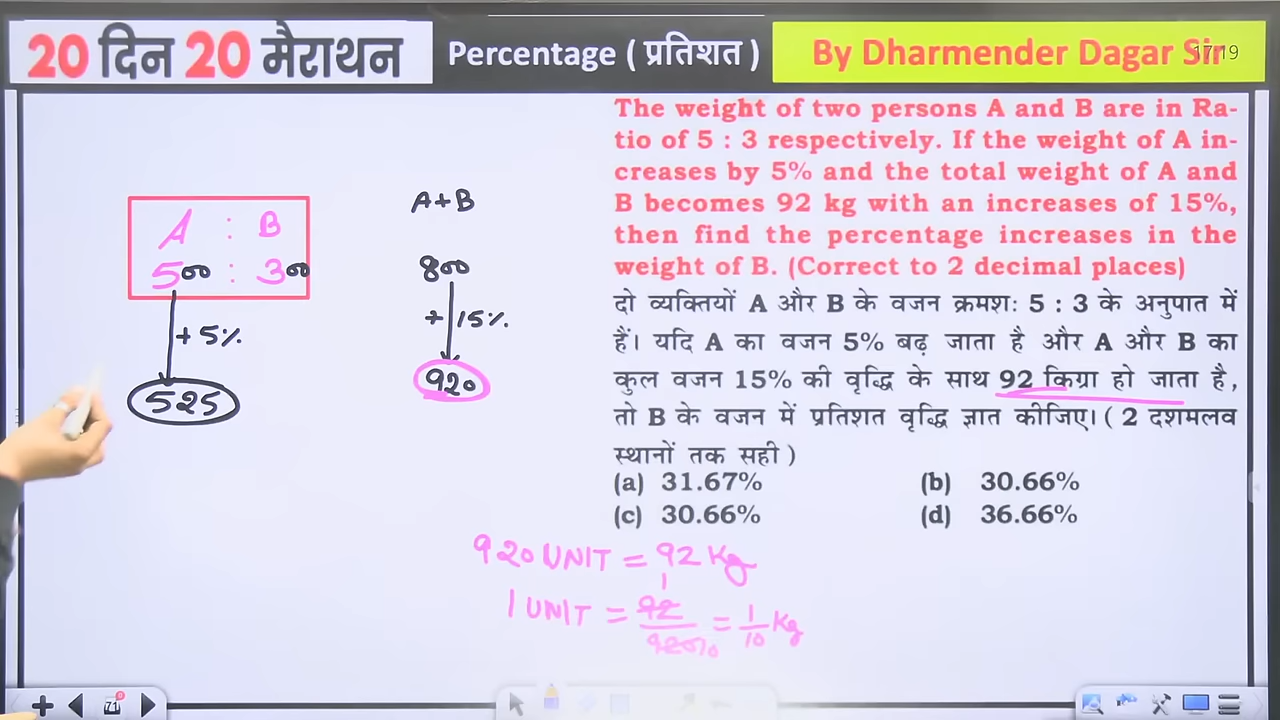 20 दिन 20 मैराथन
Percentage ( प्रतिशत )
By Dharmender Dagar Sir
17:19
The weight of two persons A and B are in Ra-
tio of 5 : 3 respectively. If the weight of A in-
creases by 5% and the total weight of A and
B becomes 92 kg with an increases of 15%,
then find the percentage increases in the
weight of B. (Correct to 2 decimal places)
दो व्यक्तियों A और B के वजन क्रमश: 5 : 3 के अनुपात में
हैं। यदि A का वजन 5% बढ़ जाता है और A और B का
कुल वजन 15% की वृद्धि के साथ 92 किग्रा हो जाता है,
तो B के वजन में प्रतिशत वृद्धि ज्ञात कीजिए। ( 2 दशमलव
स्थानों तक सही )
(a) 31.67% (b) 30.66%
(c) 30.66% (d) 36.66%
A : B
500 : 300
+ 5%
525
A+B
800
+ 15%
920
920 UNIT = 92 Kg
1 UNIT = 92/920 = 1/10 Kg
71